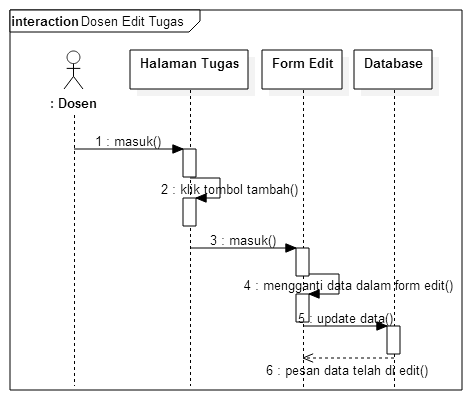 interaction Dosen Edit Tugas
Halaman Tugas
Form Edit
Database
: Dosen
1 : masuk()
2 : klik tombol tambah()
3 : masuk()
4 : mengganti data dalam form edit()
5 : update data()
6 : pesan data telah di edit()